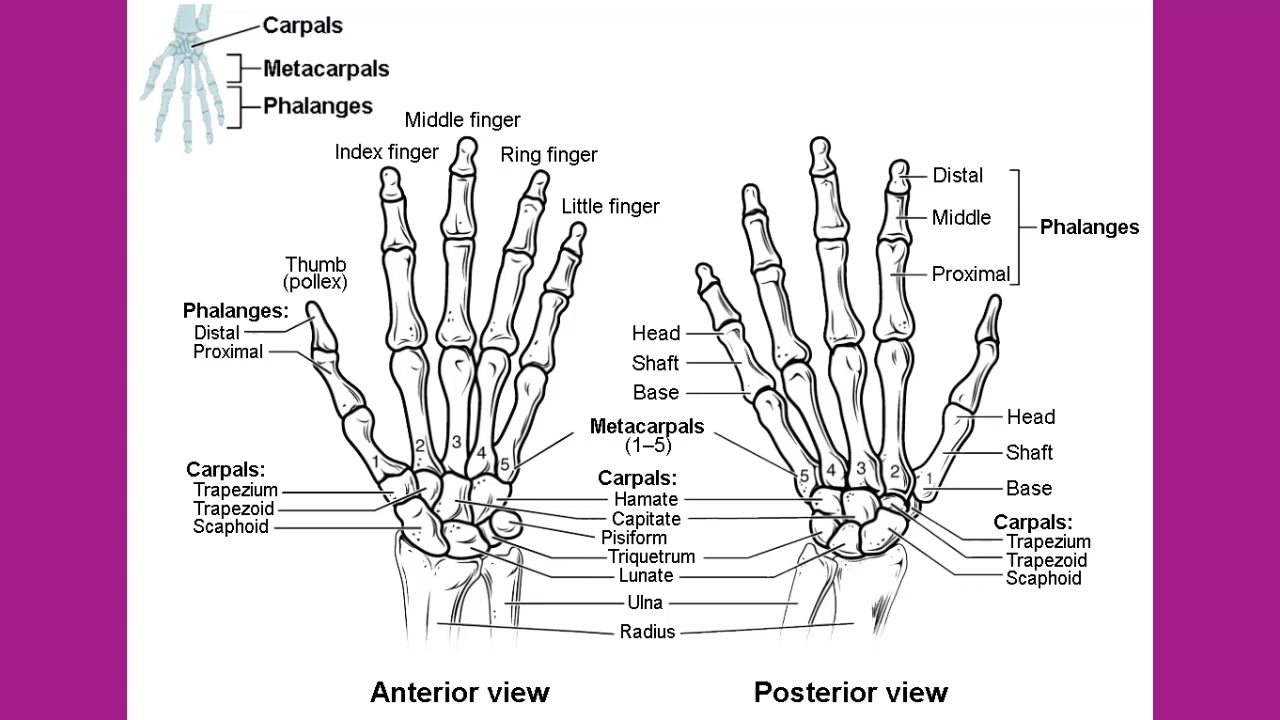 Carpals
Metacarpals
Phalanges
Middle finger
Index finger
Ring finger
Little finger
Thumb
(pollex)
Phalanges:
Distal
Proximal
Carpals:
Trapezium
Trapezoid
Scaphoid
1
2
3
4
5
Distal
Middle
Proximal
Phalanges
Head
Shaft
Base
Metacarpals
(1–5)
Carpals:
Hamate
Capitate
Pisiform
Triquetrum
Lunate
Ulna
Radius
5
4
3
2
1
Head
Shaft
Base
Carpals:
Trapezium
Trapezoid
Scaphoid
Anterior view
Posterior view